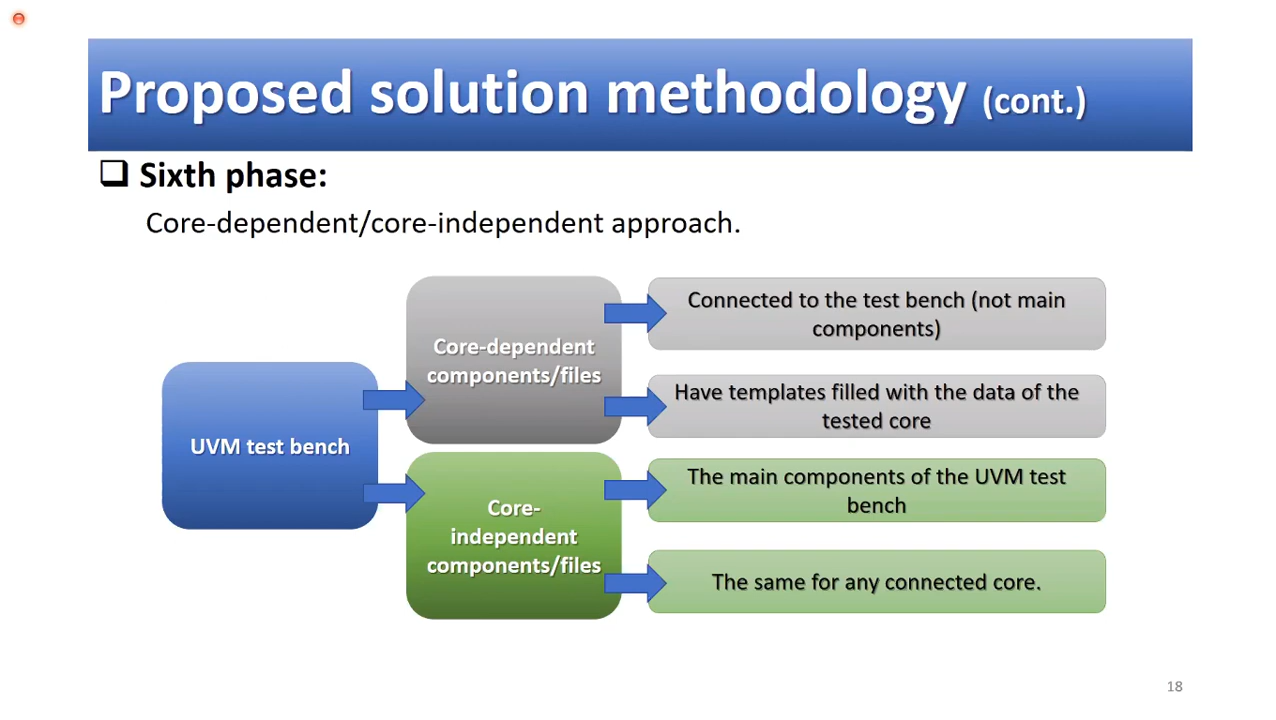 Proposed solution methodology (cont.)
❑ Sixth phase:
Core-dependent/core-independent approach.
UVM test bench
Core-dependent
components/files
Connected to the test bench (not main
components)
Have templates filled with the data of the
tested core
Core-
independent
components/files
The main components of the UVM test
bench
The same for any connected core.
18